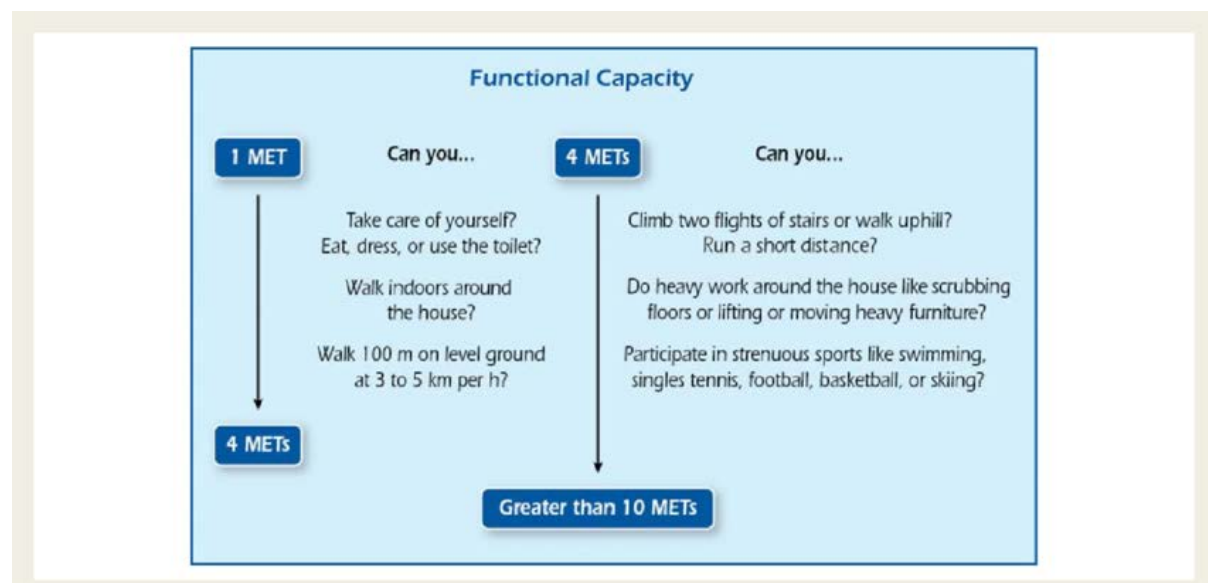 Functional Capacity
1 MET
Can you...
Take care of yourself?
Eat, dress, or use the toilet?
Walk indoors around
the house?
Walk 100 m on level ground
at 3 to 5 km per h?
4 METs
4 METs
Can you...
Climb two flights of stairs or walk uphill?
Run a short distance?
Do heavy work around the house like scrubbing
floors or lifting or moving heavy furniture?
Participate in strenuous sports like swimming,
singles tennis, football, basketball, or skiing?
Greater than 10 METs